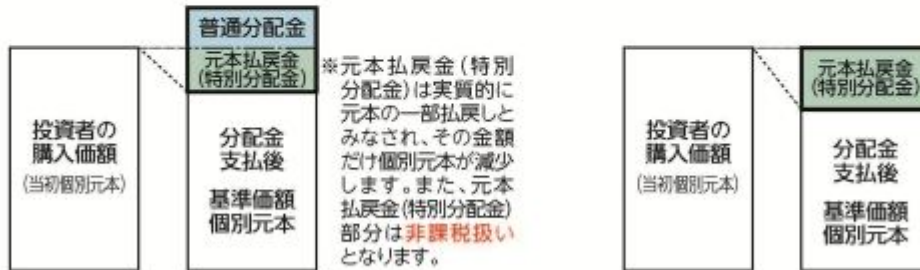 普通分配金
元本払戻金
(特別分配金)
投資者の
購入価額
(当初個別元本)
分配金
支払後
基準価額
個別元本
※元本払戻金(特別
分配金)は実質的に
元本の一部払戻しと
みなされ、その金額
だけ個別元本が減少
します。また、元本
払戻金(特別分配金)
部分は非課税扱い
となります。
投資者の
購入価額
(当初個別元本)
元本払戻金
(特別分配金)
分配金
支払後
基準価額
個別元本